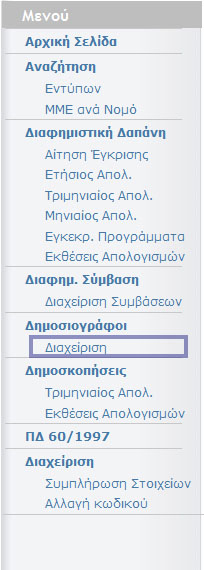 Μενού
Αρχική Σελίδα
Αναζήτηση
Εντύπων
ΜΜΕ ανά Νομό
Διαφημιστική Δαπάνη
Αίτηση Έγκρισης
Ετήσιος Απολ.
Τριμηνιαίος Απολ.
Μηνιαίος Απολ.
Εγκεκρ. Προγράμματα
Εκθέσεις Απολογισμών
Διαφημ. Σύμβαση
Διαχείριση Συμβάσεων
Δημοσιογράφοι
Διαχείριση
Δημοσκοπήσεις
Τριμηνιαίος Απολ.
Εκθέσεις Απολογισμών
ΠΔ 60/1997
Διαχείριση
Συμπλήρωση Στοιχείων
Αλλαγή κωδικού